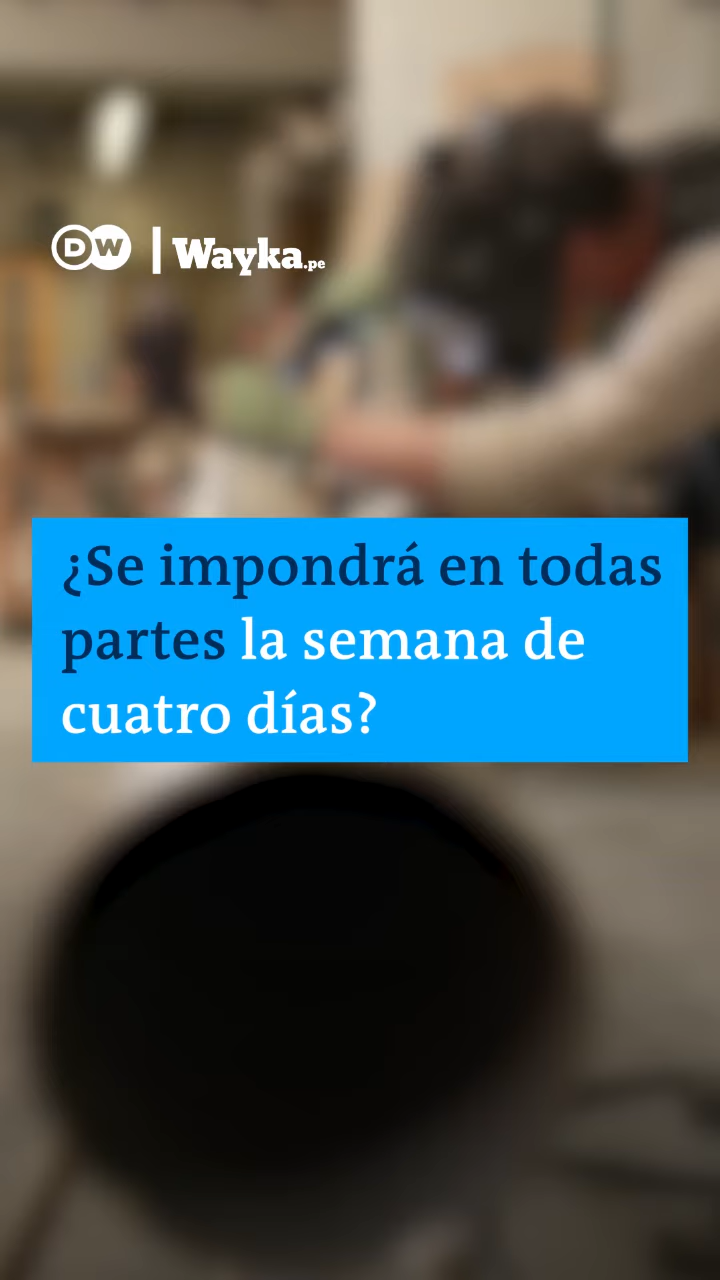 DW | Wayka.pe
¿Se impondrá en todas
partes la semana de
cuatro días?